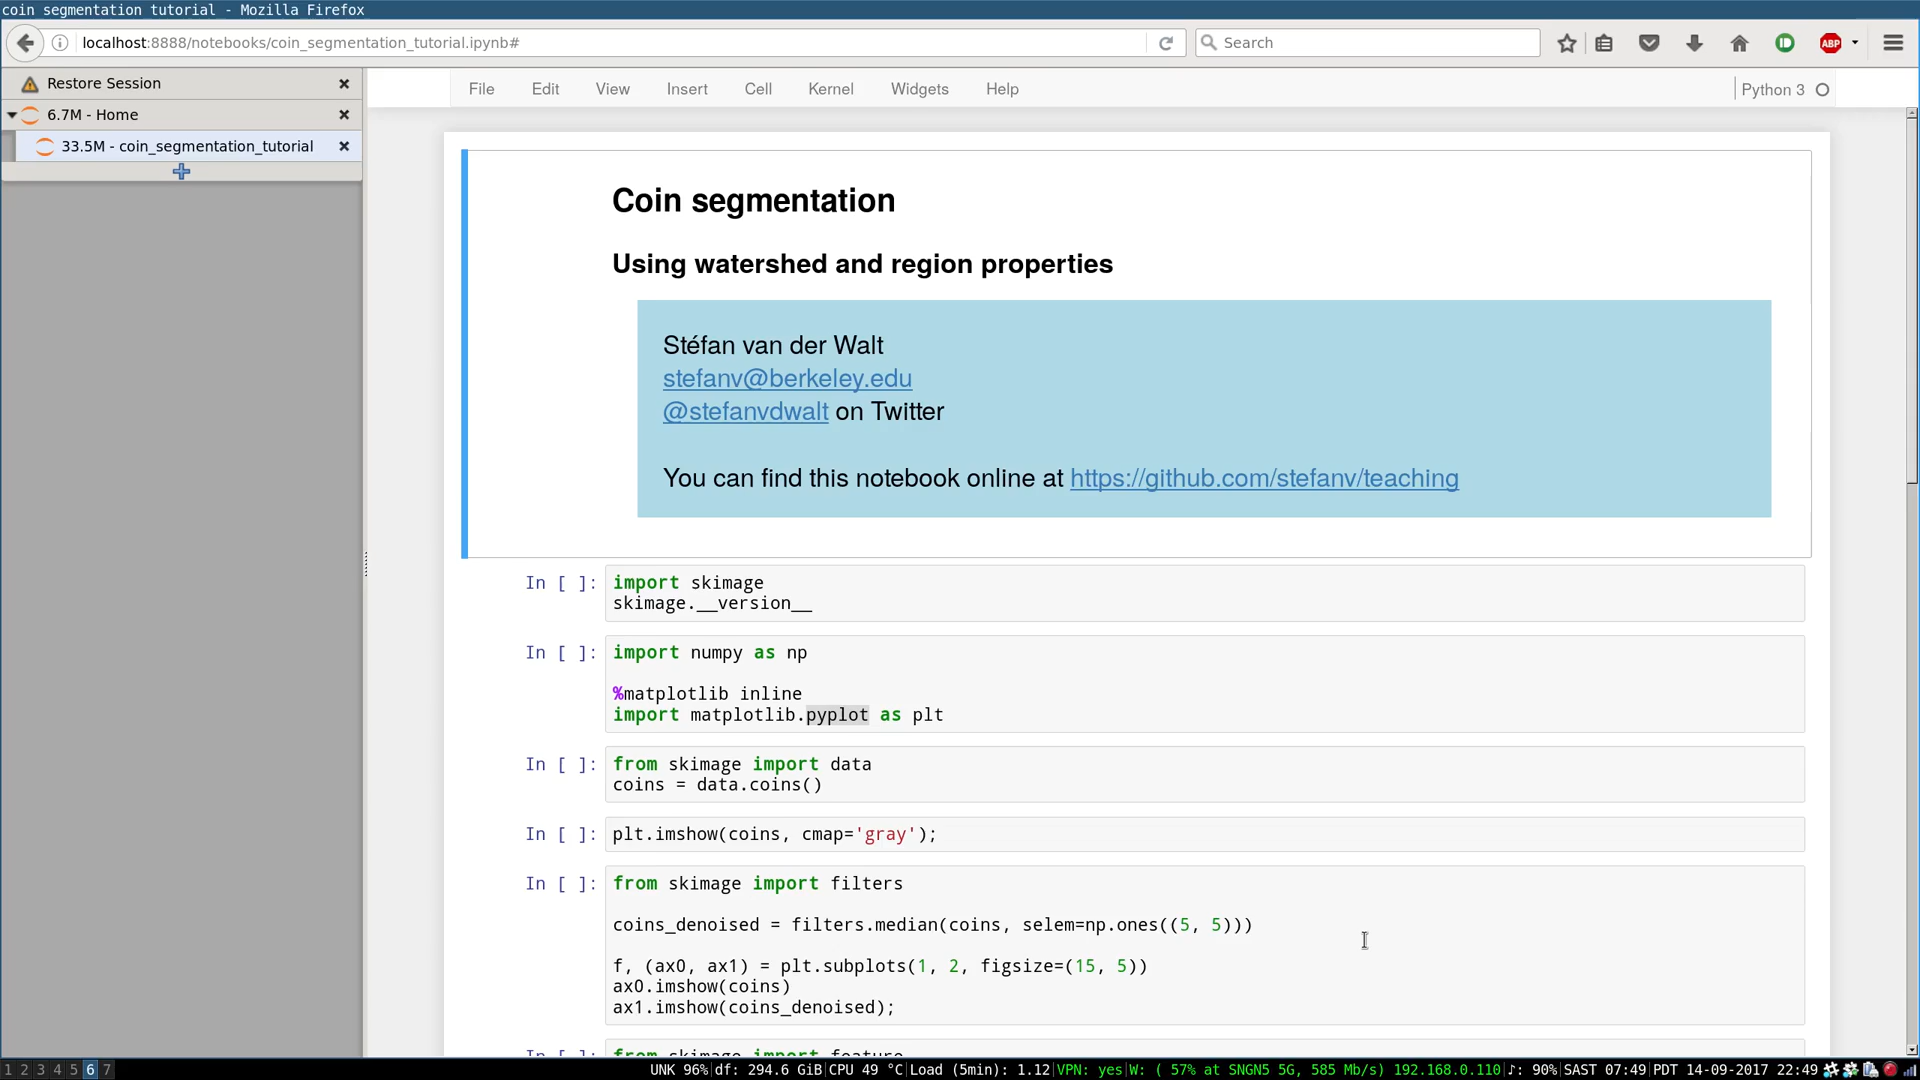 coin segmentation tutorial - Mozilla Firefox
localhost:8888/notebooks/coin_segmentation_tutorial.ipynb#
Search
ABP
Restore Session
6.7M - Home
33.5M - coin_segmentation_tutorial
File Edit View Insert Cell Kernel Widgets Help
Python 3
Coin segmentation
Using watershed and region properties
Stéfan van der Walt
stefanv@berkeley.edu
@stefanvdwalt on Twitter
You can find this notebook online at https://github.com/stefanv/teaching
In [ ]: import skimage
skimage.__version__
In [ ]: import numpy as np
%matplotlib inline
import matplotlib.pyplot as plt
In [ ]: from skimage import data
coins = data.coins()
In [ ]: plt.imshow(coins, cmap='gray');
In [ ]: from skimage import filters
coins_denoised = filters.median(coins, selem=np.ones((5, 5)))
f, (ax0, ax1) = plt.subplots(1, 2, figsize=(15, 5))
ax0.imshow(coins)
ax1.imshow(coins_denoised);
In [ ]: from skimage import feature
1 2 3 4 5 6 7
UNK 96%|df: 294.6 GiB|CPU 49 °C|Load (5min): 1.12|VPN: yes|W: ( 57% at SNGN5 5G, 585 Mb/s) 192.168.0.110|♪: 90%|SAST 07:49|PDT 14-09-2017 22:49